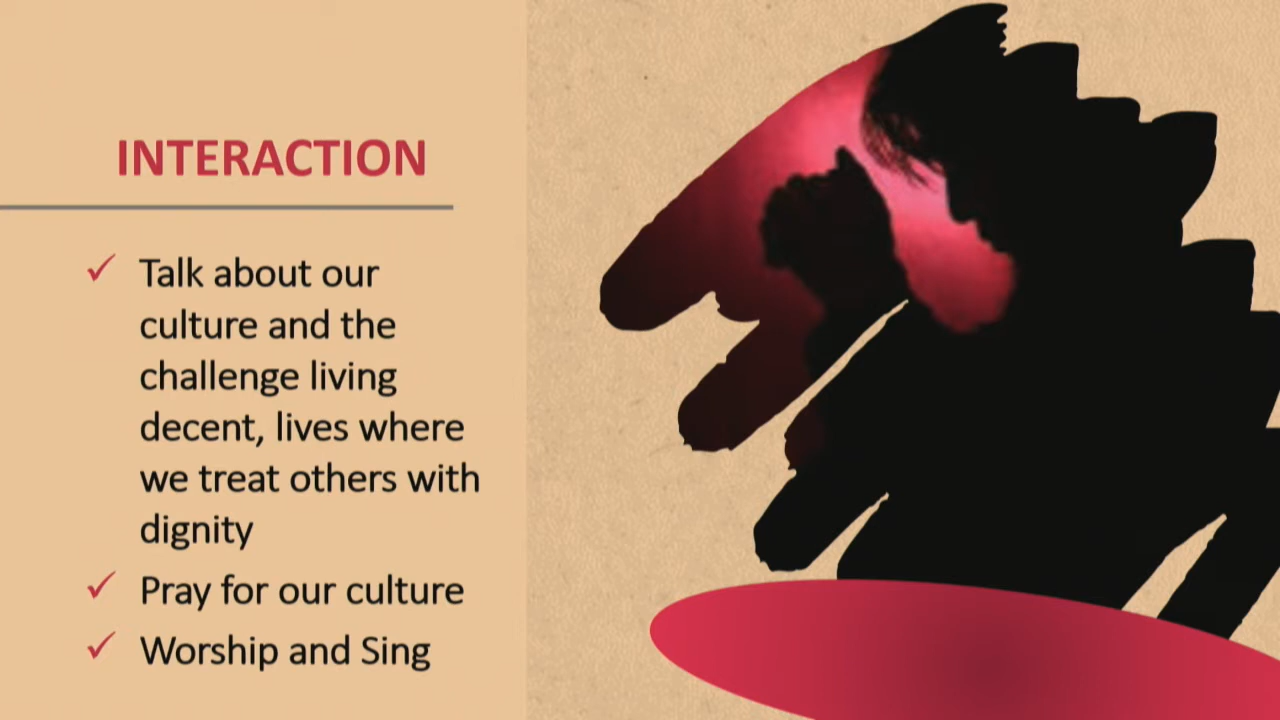 INTERACTION
✓ Talk about our
culture and the
challenge living
decent, lives where
we treat others with
dignity
✓ Pray for our culture
✓ Worship and Sing